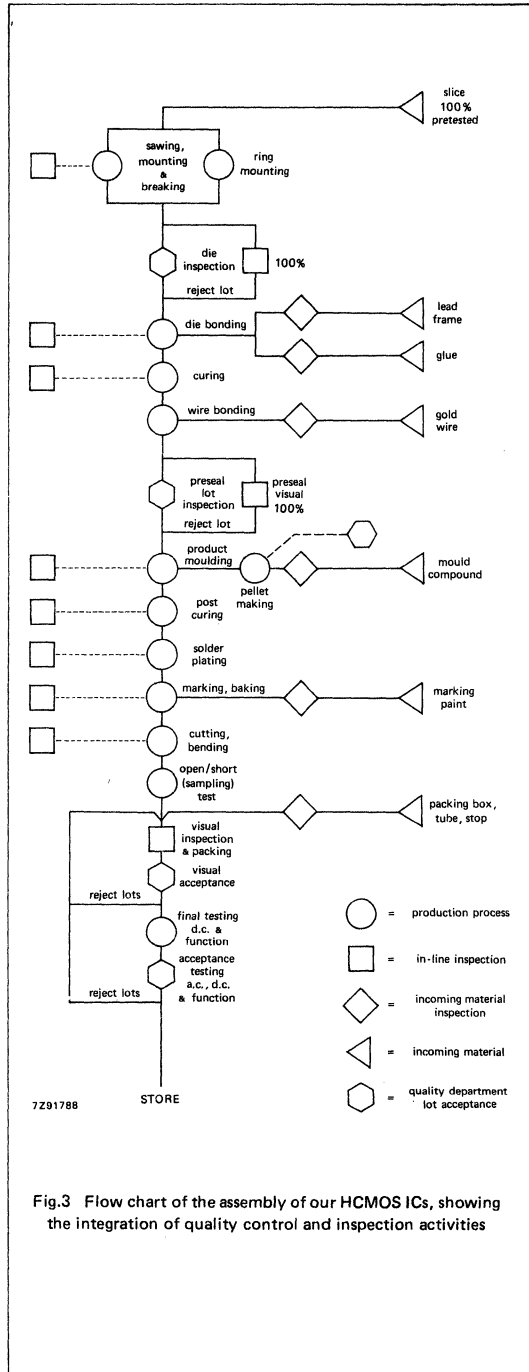 slice
100%
pretested
sawing,
mounting
&
breaking
ring
mounting
die
inspection
100%
reject lot
die bonding
lead
frame
glue
curing
wire bonding
gold
wire
preseal
lot
inspection
preseal
visual
100%
reject lot
product
moulding
pellet
making
mould
compound
post
curing
solder
plating
marking, baking
marking
paint
cutting,
bending
open/short
(sampling)
test
packing box,
tube, stop
visual
inspection
& packing
visual
acceptance
reject lots
final testing
d.c. &
function
acceptance
testing
a.c., d.c.
& function
reject lots
STORE
7Z91788
= production process
= in-line inspection
= incoming material
inspection
= incoming material
= quality department
lot acceptance
Fig.3 Flow chart of the assembly of our HCMOS ICs, showing
the integration of quality control and inspection activities